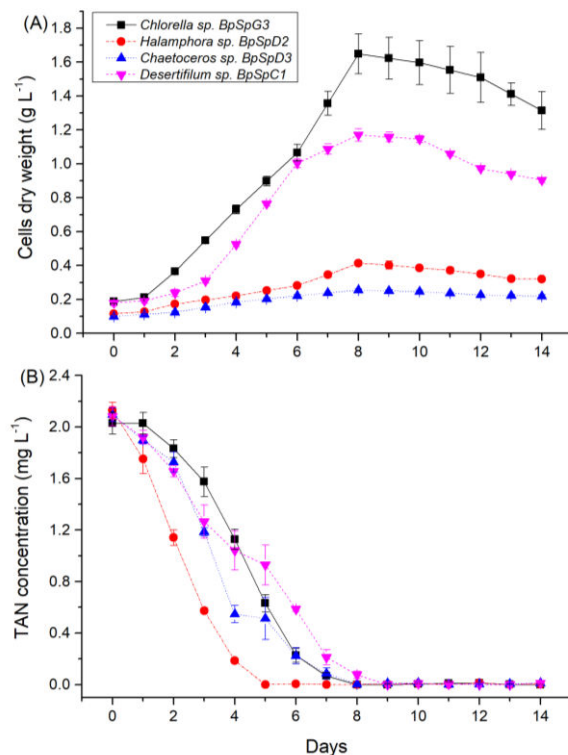 (A)
Chlorella sp. BpSpG3
Halamphora sp. BpSpD2
Chaetoceros sp. BpSpD3
Desertifilum sp. BpSpC1
Cells dry weight (g L⁻¹)
1.8
1.6
1.4
1.2
1.0
0.8
0.6
0.4
0.2
0.0
0 2 4 6 8 10 12 14
(B)
TAN concentration (mg L⁻¹)
2.4
2.0
1.6
1.2
0.8
0.4
0.0
0 2 4 6 8 10 12 14
Days